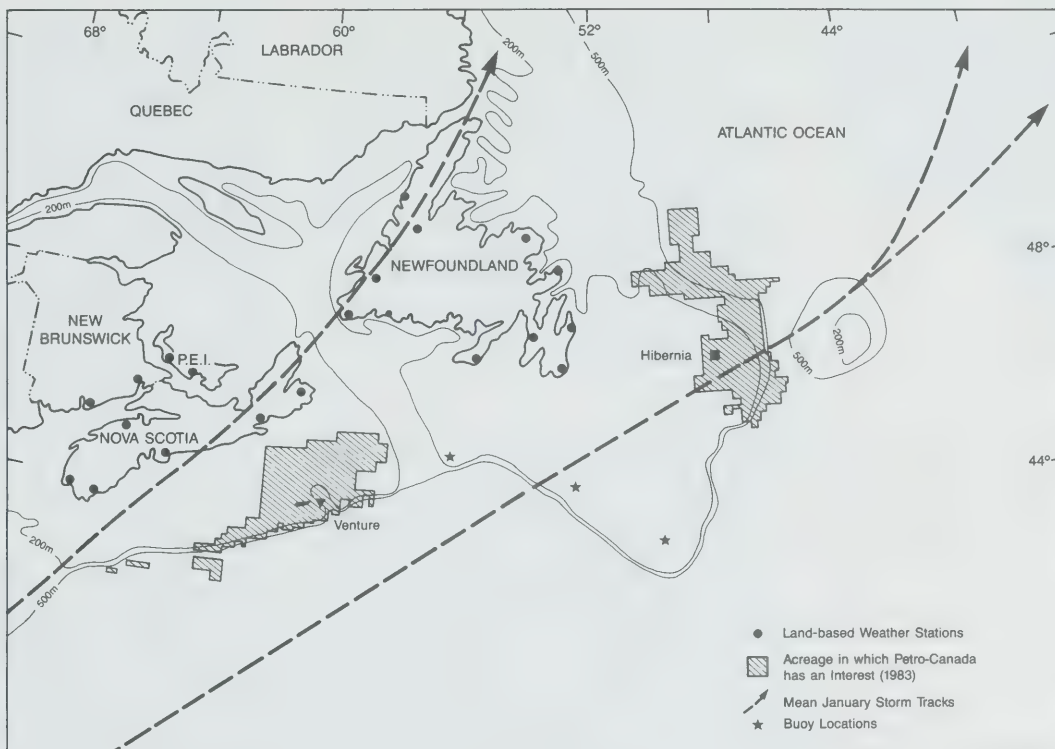 68°
60°
52°
44°
LABRADOR
200m
500m
QUEBEC
ATLANTIC OCEAN
200m
48°
NEWFOUNDLAND
NEW
BRUNSWICK
P.E.I.
Hibernia
500m
200m
NOVA SCOTIA
44°
Venture
200m
500m
Land-based Weather Stations
Acreage in which Petro-Canada
has an Interest (1983)
Mean January Storm Tracks
Buoy Locations